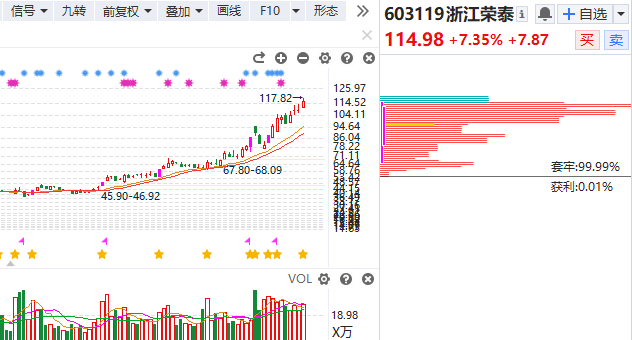 信号 九转 前复权 叠加 画线 F10 形态
603119浙江荣泰 自选
114.98 +7.35% +7.87 买 卖
125.97
117.82
114.52
104.11
94.64
86.04
78.22
71.11
64.64
58.76
67.80-68.09
45.90-46.92
套牢:99.99%
获利:0.01%
VOL
18.98
X万